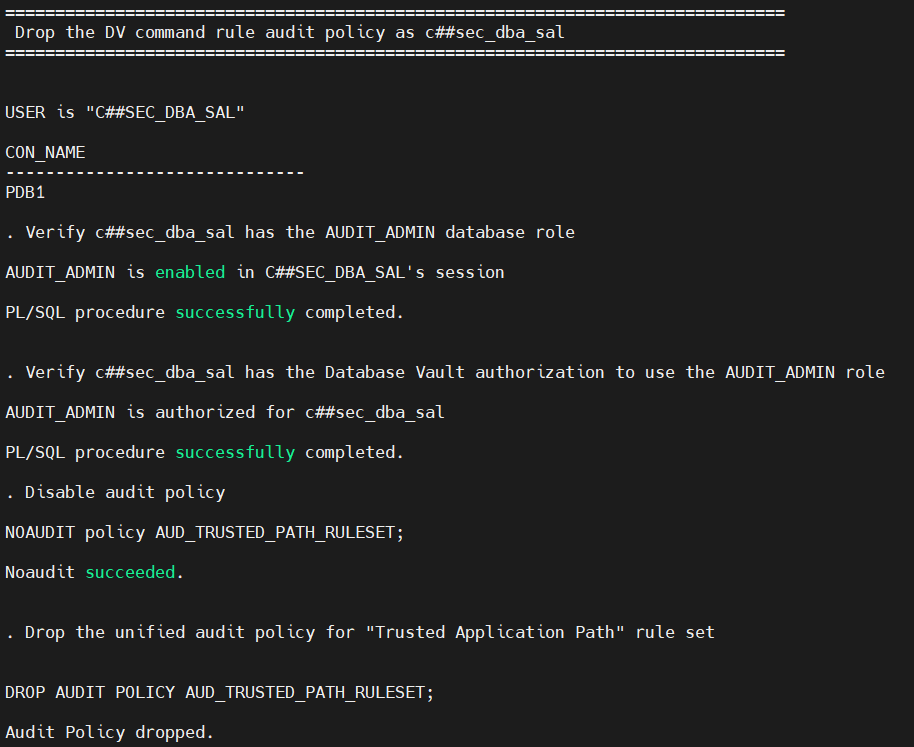 ==============================================================================
Drop the DV command rule audit policy as c##sec_dba_sal
==============================================================================
USER is "C##SEC_DBA_SAL"
CON_NAME
------------------------------
PDB1
. Verify c##sec_dba_sal has the AUDIT_ADMIN database role
AUDIT_ADMIN is enabled in C##SEC_DBA_SAL's session
PL/SQL procedure successfully completed.
. Verify c##sec_dba_sal has the Database Vault authorization to use the AUDIT_ADMIN role
AUDIT_ADMIN is authorized for c##sec_dba_sal
PL/SQL procedure successfully completed.
. Disable audit policy
NOAUDIT policy AUD_TRUSTED_PATH_RULESET;
Noaudit succeeded.
. Drop the unified audit policy for "Trusted Application Path" rule set
DROP AUDIT POLICY AUD_TRUSTED_PATH_RULESET;
Audit Policy dropped.